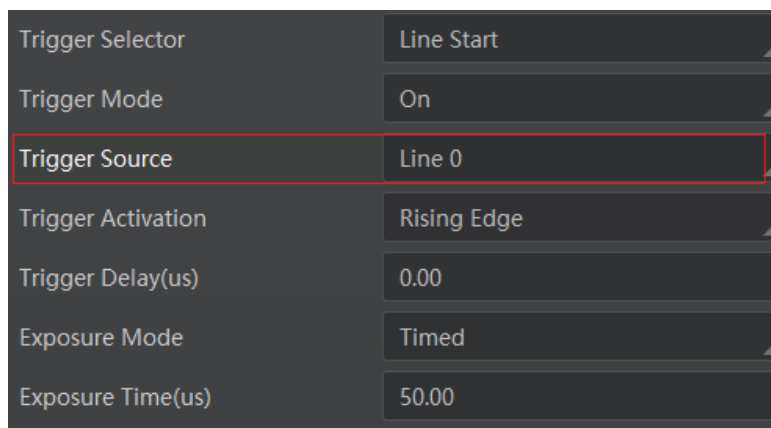 Trigger Selector Line Start
Trigger Mode On
Trigger Source Line 0
Trigger Activation Rising Edge
Trigger Delay(us) 0.00
Exposure Mode Timed
Exposure Time(us) 50.00